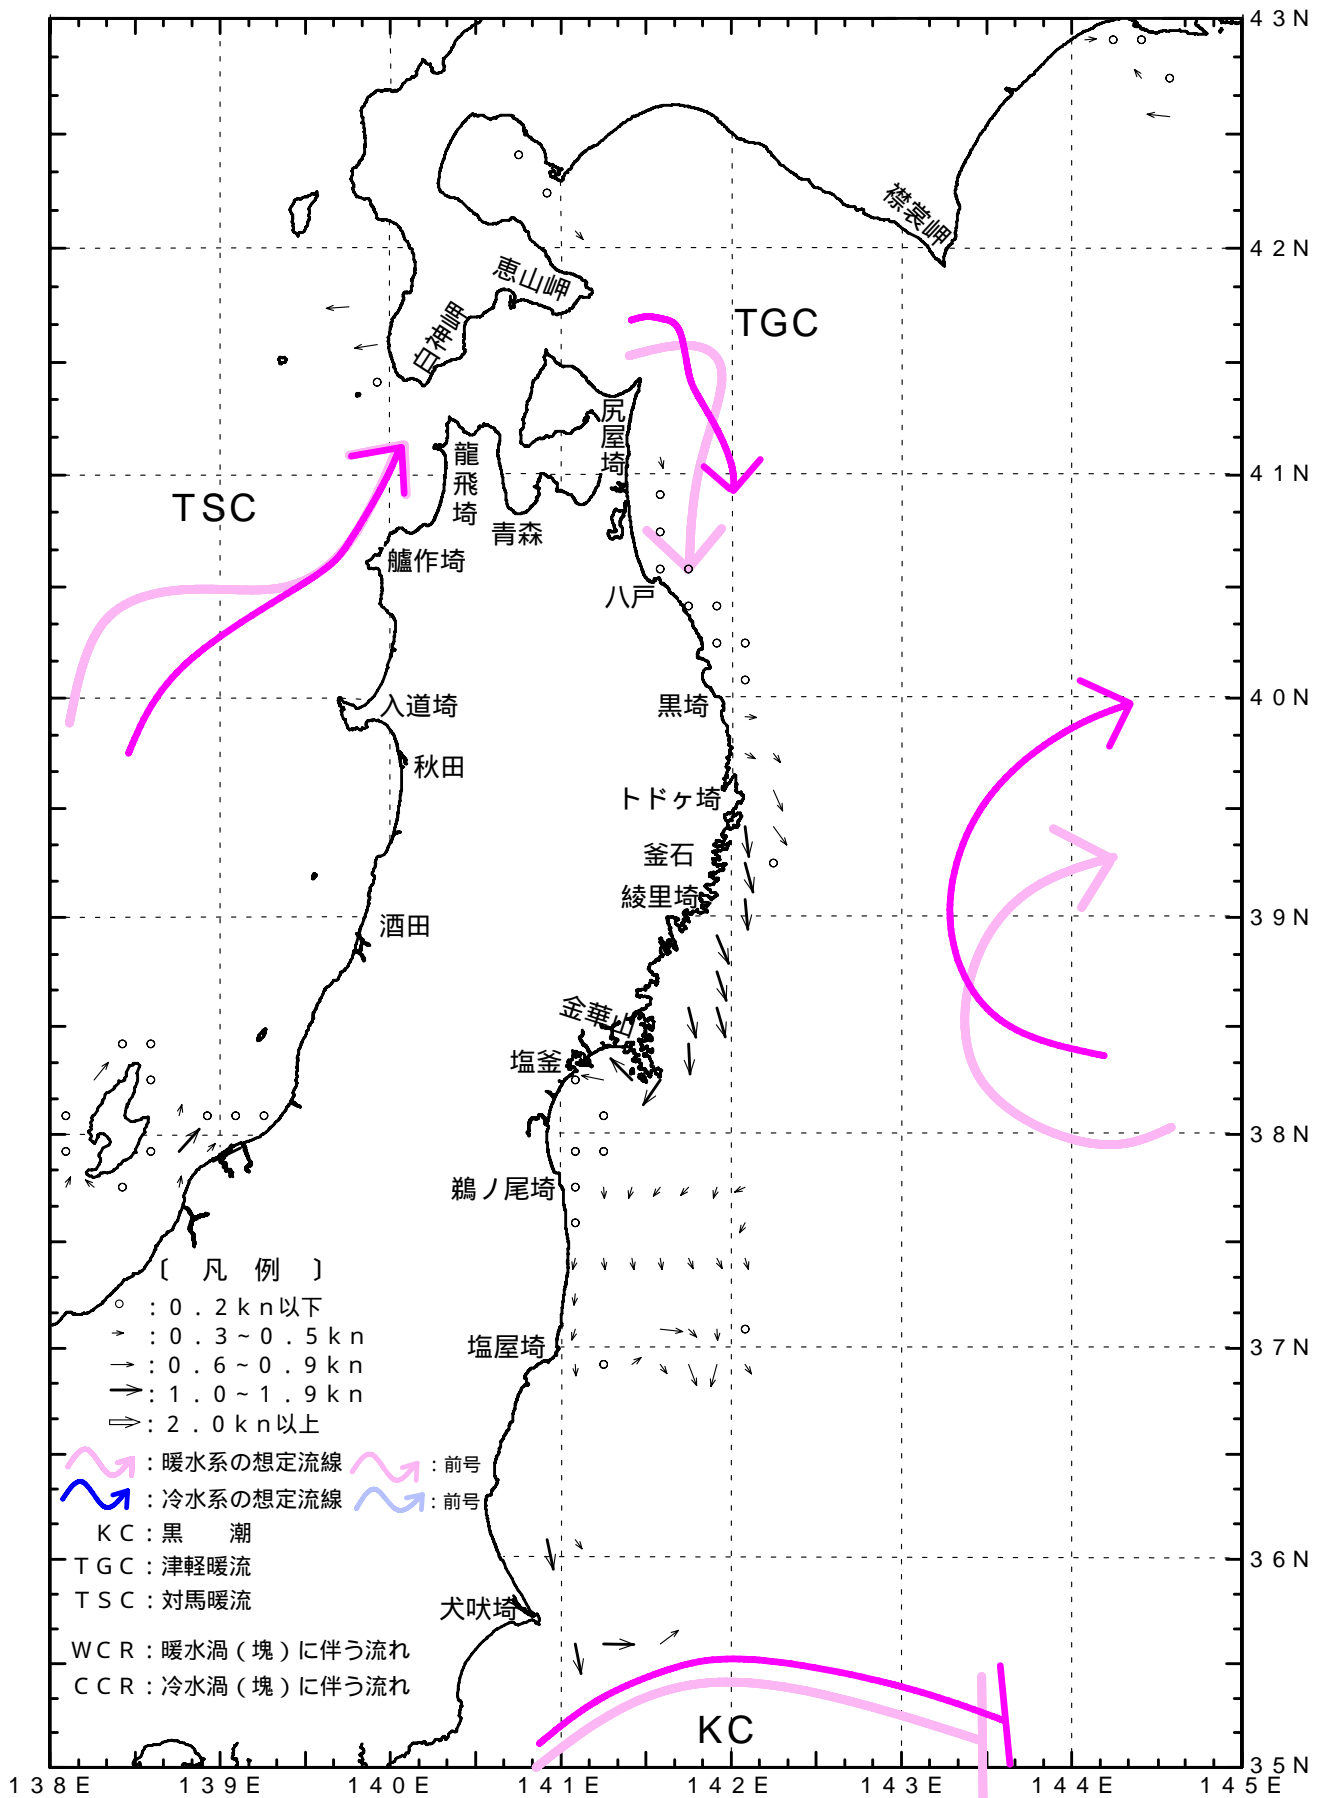 43N
襟裳岬
42N
恵山岬
白神岬
TGC
尻屋埼
龍飛埼
41N
TSC
青森
艫作埼
八戸
40N
入道埼
黒埼
秋田
トドヶ埼
釜石
綾里埼
39N
酒田
金華山
塩釜
38N
鵜ノ尾埼
〔 凡 例 〕
：０．２ｋｎ以下
：０．３~０．５ｋｎ
：０．６~０．９ｋｎ
：１．０~１．９ｋｎ
：２．０ｋｎ以上
塩屋埼
37N
：暖水系の想定流線
：前号
：冷水系の想定流線
：前号
ＫＣ：黒　潮
ＴＧＣ：津軽暖流
ＴＳＣ：対馬暖流
36N
犬吠埼
ＷＣＲ：暖水渦（塊）に伴う流れ
ＣＣＲ：冷水渦（塊）に伴う流れ
KC
35N
138E 139E 140E 141E 142E 143E 144E 145E